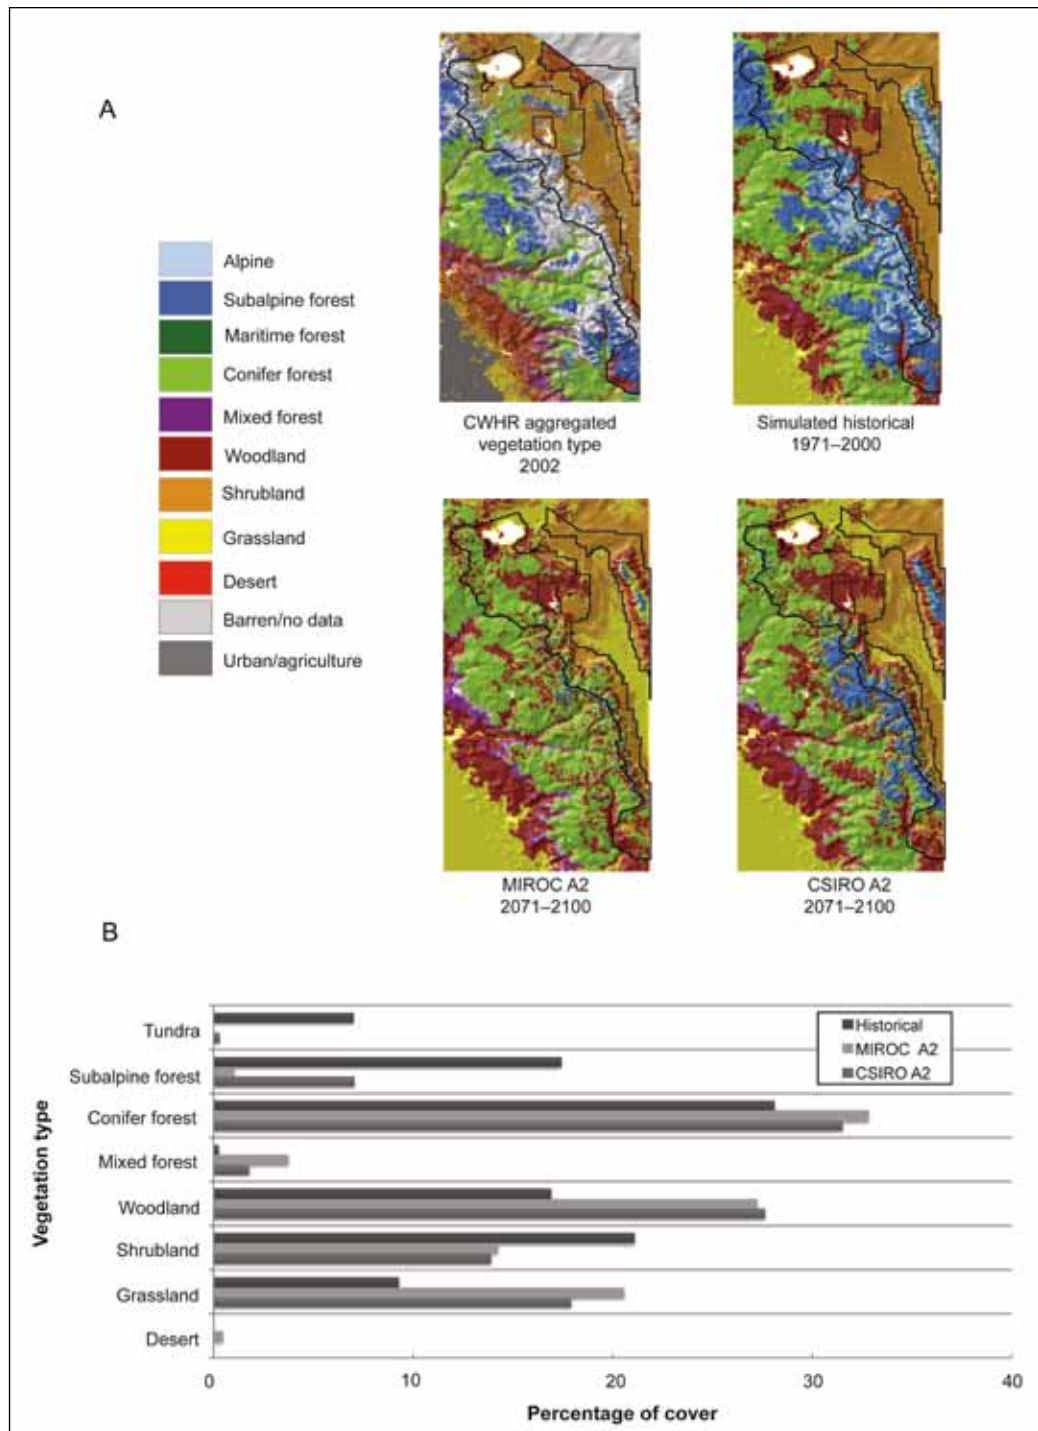 A
Alpine
Subalpine forest
Maritime forest
Conifer forest
Mixed forest
Woodland
Shrubland
Grassland
Desert
Barren/no data
Urban/agriculture
CWHR aggregated
vegetation type
2002
Simulated historical
1971–2000
MIROC A2
2071–2100
CSIRO A2
2071–2100
B
Vegetation type
Tundra
Subalpine forest
Conifer forest
Mixed forest
Woodland
Shrubland
Grassland
Desert
Historical
MIROC A2
CSIRO A2
0 10 20 30 40
Percentage of cover